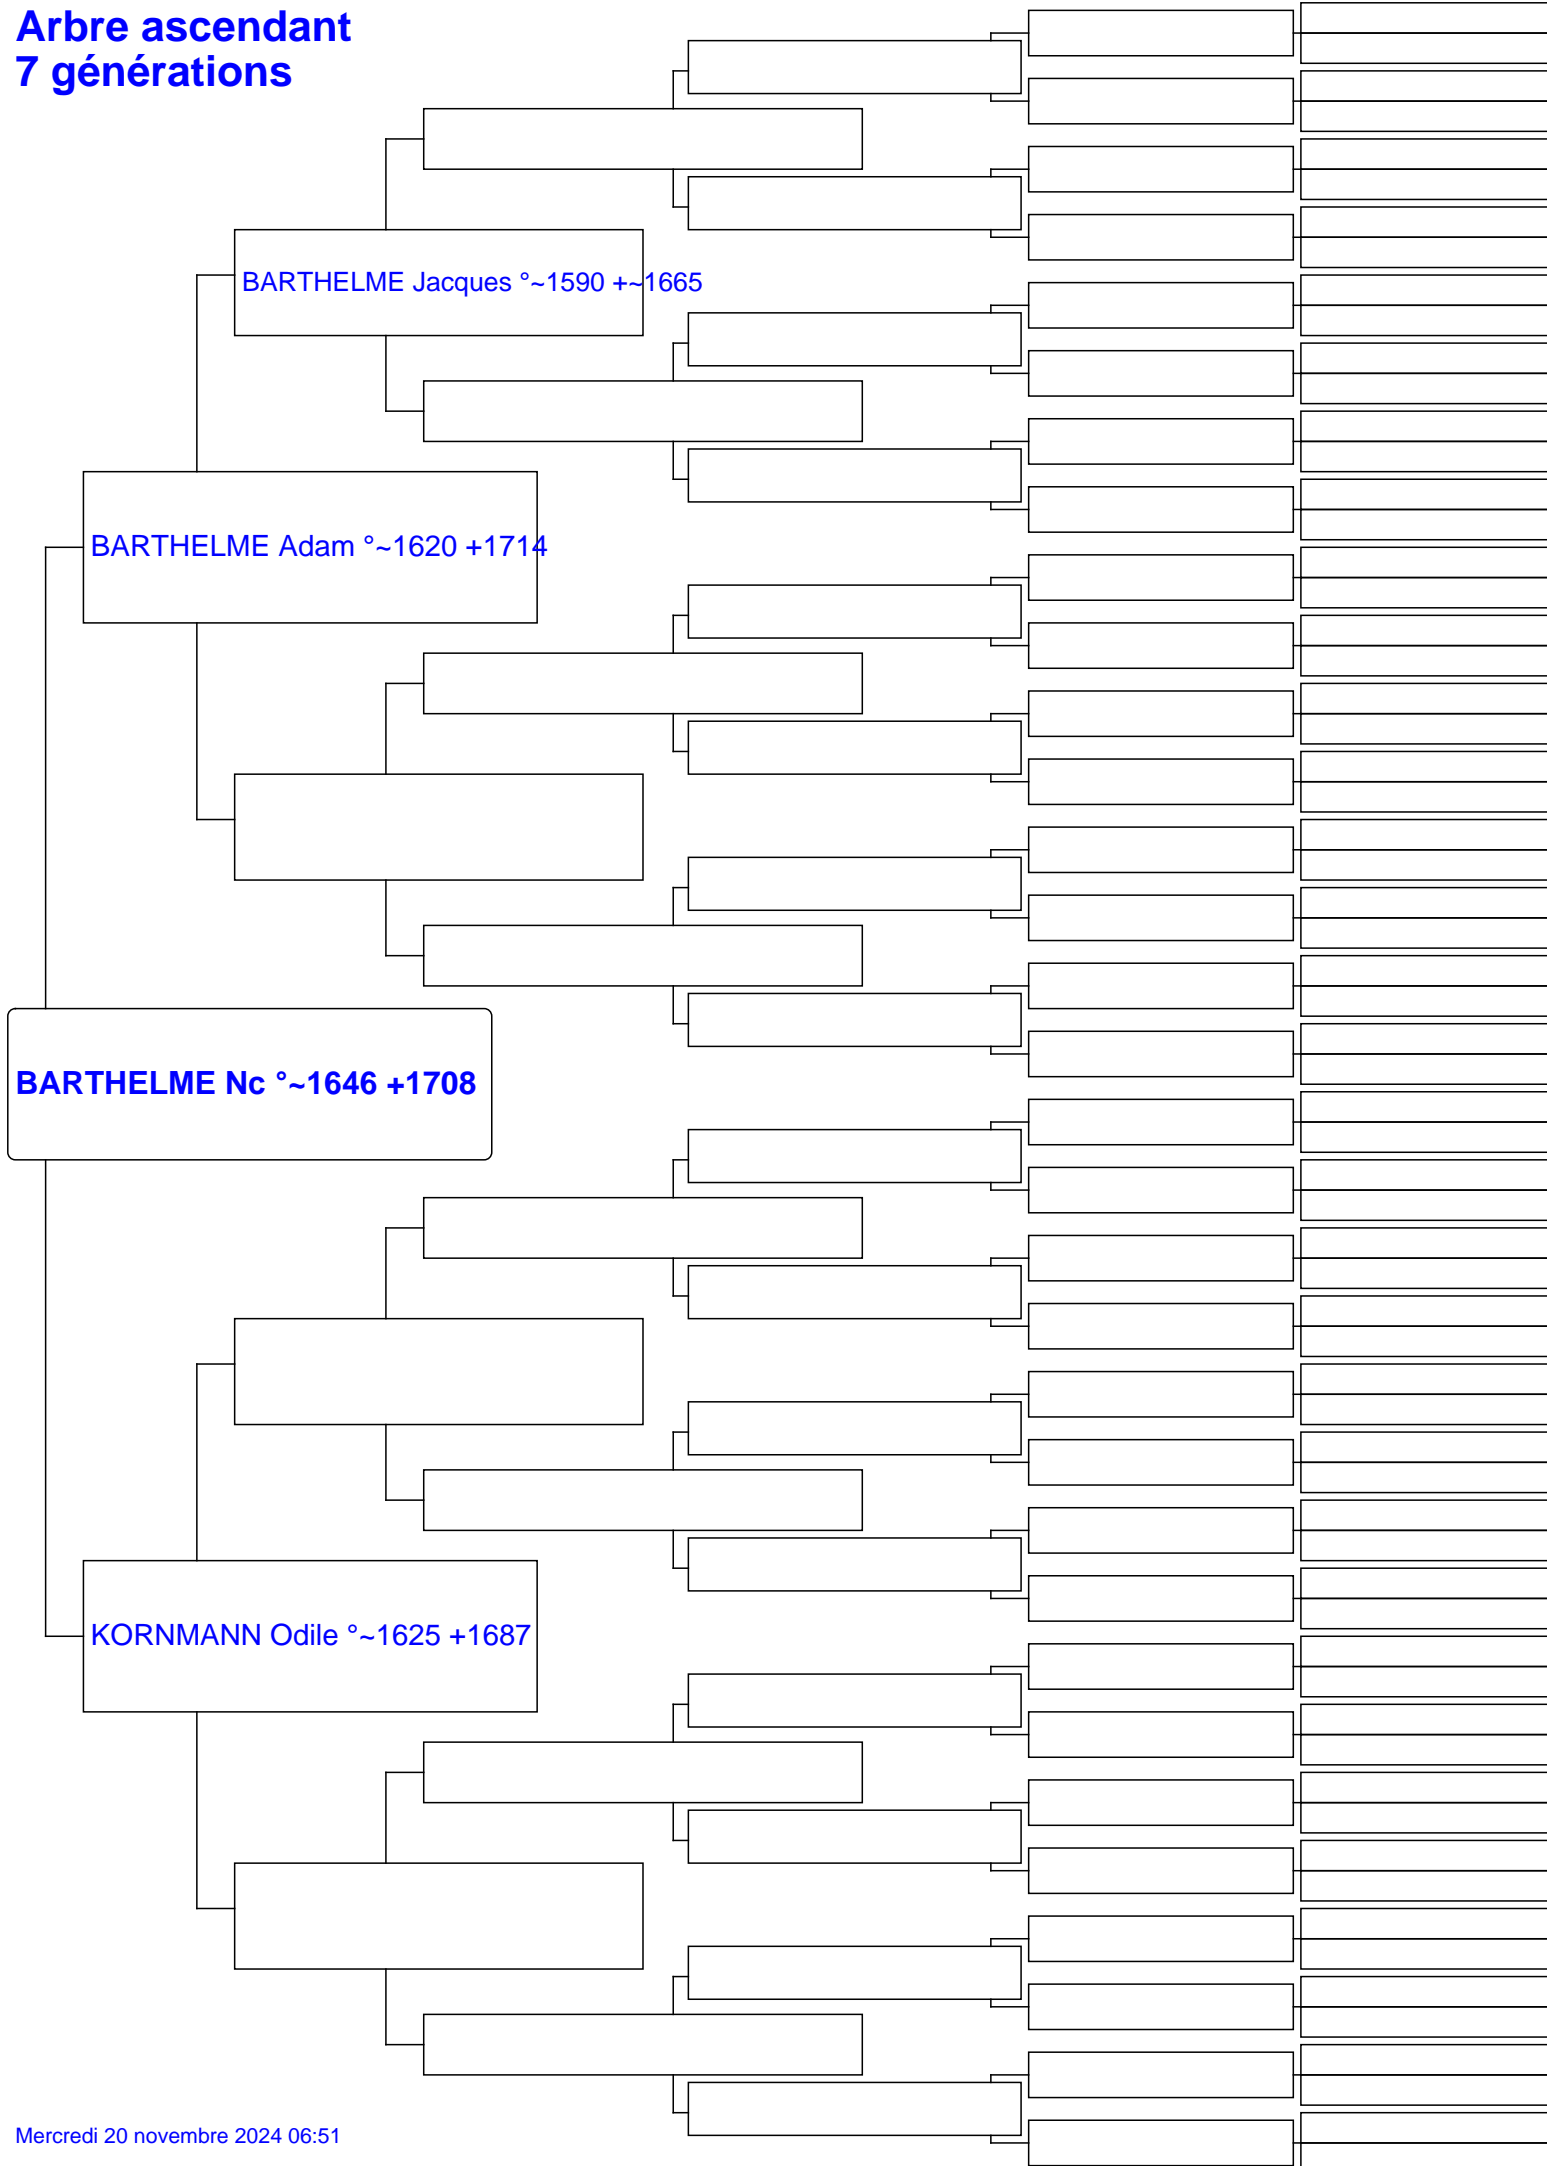 Arbre ascendant
7 générations
BARTHELME Jacques °~1590 +~1665
BARTHELME Adam °~1620 +1714
BARTHELME Nc °~1646 +1708
KORNMANN Odile °~1625 +1687
Mercredi 20 novembre 2024 06:51